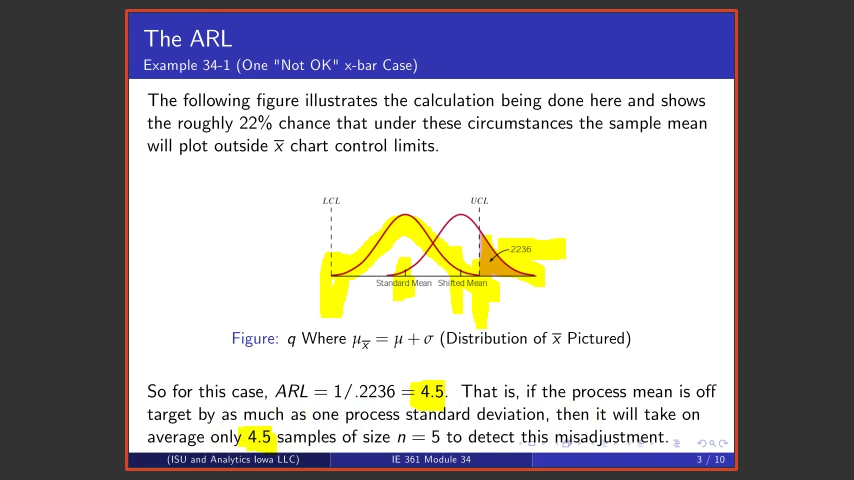 The ARL
Example 34-1 (One "Not OK" x-bar Case)
The following figure illustrates the calculation being done here and shows
the roughly 22% chance that under these circumstances the sample mean
will plot outside x̅ chart control limits.
LCL
UCL
.2236
Standard Mean
Shifted Mean
Figure: q Where μ_x̅ = μ + σ (Distribution of x̅ Pictured)
So for this case, ARL = 1/.2236 = 4.5. That is, if the process mean is off
target by as much as one process standard deviation, then it will take on
average only 4.5 samples of size n = 5 to detect this misadjustment.
(ISU and Analytics Iowa LLC)
IE 361 Module 34
3 / 10